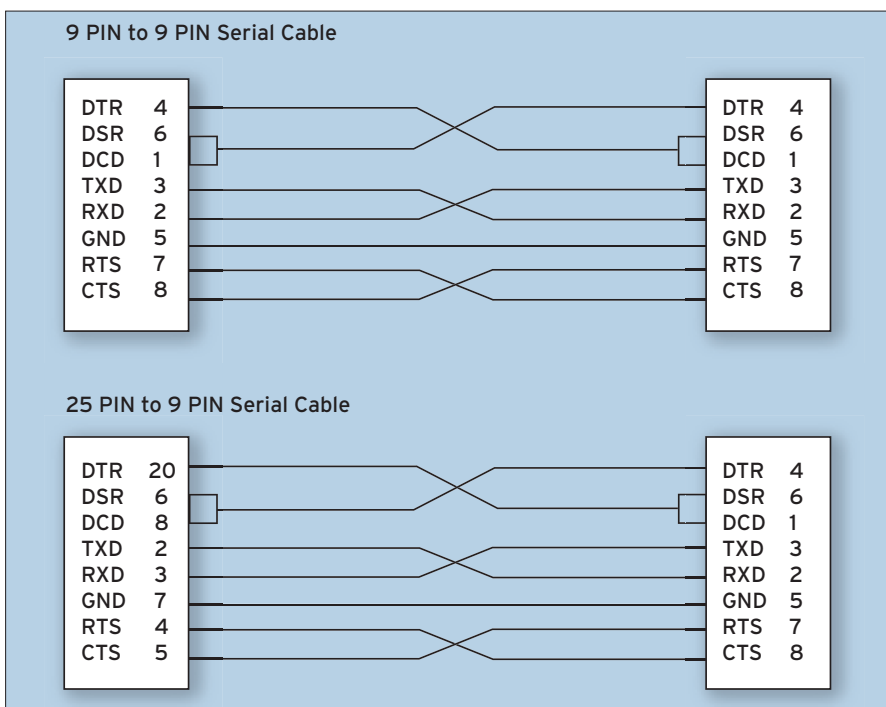 9 PIN to 9 PIN Serial Cable
DTR 4 DTR 4
DSR 6 DSR 6
DCD 1 DCD 1
TXD 3 TXD 3
RXD 2 RXD 2
GND 5 GND 5
RTS 7 RTS 7
CTS 8 CTS 8
25 PIN to 9 PIN Serial Cable
DTR 20 DTR 4
DSR 6 DSR 6
DCD 8 DCD 1
TXD 2 TXD 3
RXD 3 RXD 2
GND 7 GND 5
RTS 4 RTS 7
CTS 5 CTS 8